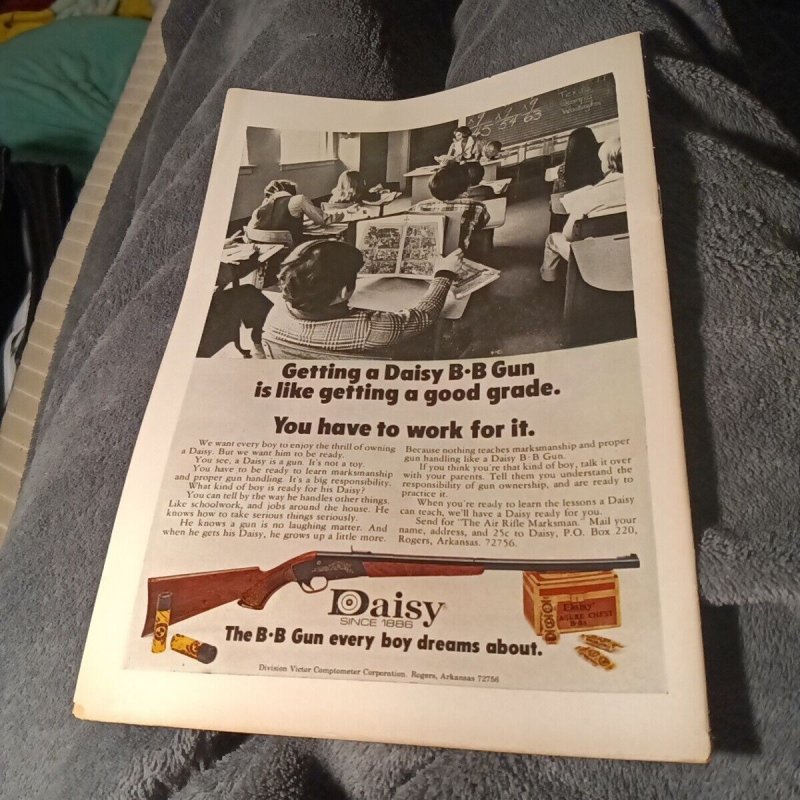 x9 x9 x9
45 54 63
Getting a Daisy B·B Gun
is like getting a good grade.
You have to work for it.
We want every boy to enjoy the thrill of owning
a Daisy. But we want him to be ready.
You see, a Daisy is a gun. It's not a toy.
You have to be ready to learn marksmanship
and proper gun handling. It's a big responsibility.
What kind of boy is ready for his Daisy?
You can tell by the way he handles other things.
Like schoolwork, and jobs around the house. He
knows how to take serious things seriously.
He knows a gun is no laughing matter. And
when he gets his Daisy, he grows up a little more.
Because nothing teaches marksmanship and proper
gun handling like a Daisy B·B Gun.
If you think you're that kind of boy, talk it over
with your parents. Tell them you understand the
responsibility of gun ownership, and are ready to
practice it.
When you're ready to learn the lessons a Daisy
can teach, we'll have a Daisy ready for you.
Send for "The Air Rifle Marksman." Mail your
name, address, and 25c to Daisy, P.O. Box 220,
Rogers, Arkansas. 72756.
Daisy
SINCE 1886
Daisy
CHEST
BBs
The B·B Gun every boy dreams about.
Division Victor Comptometer Corporation. Rogers, Arkansas 72756